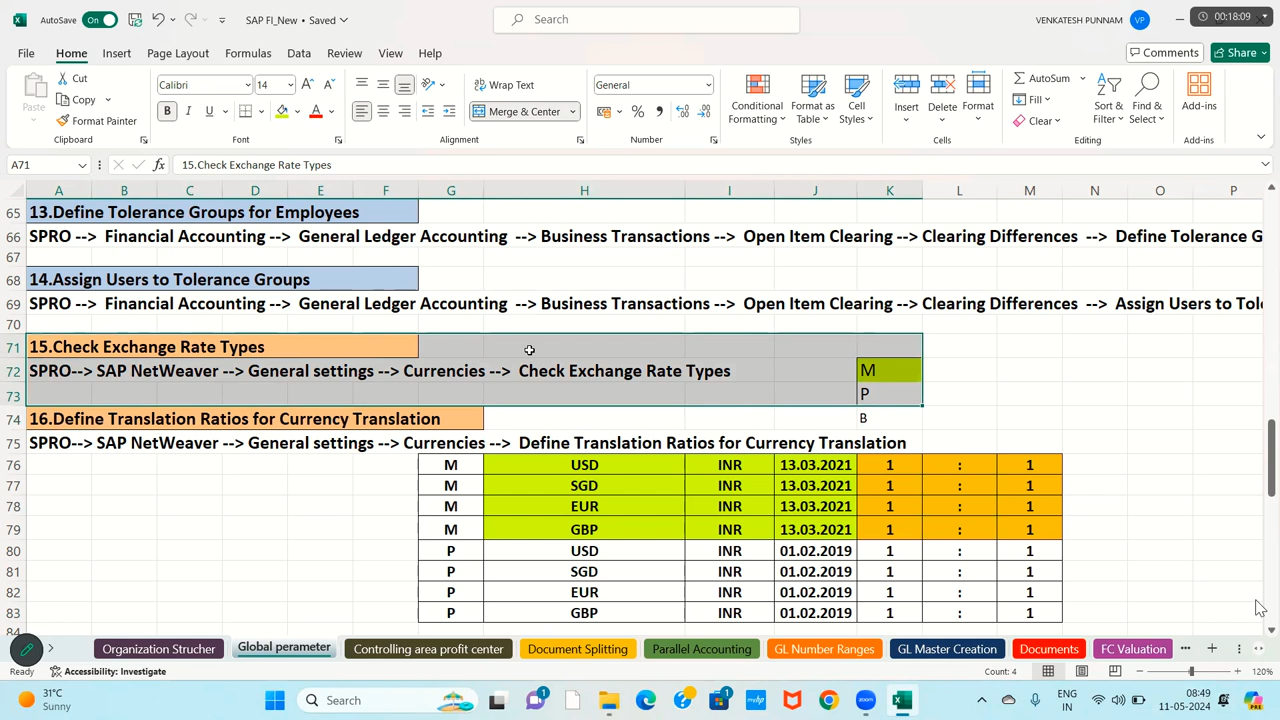 AutoSave On SAP FI_New • Saved Search VENKATESH PUNNAM VP 00:18:09
File Home Insert Page Layout Formulas Data Review View Help Comments Share
Paste Cut Copy Format Painter Clipboard
Calibri 14 A A B I U A Font
Wrap Text Merge & Center Alignment
General % , Number
Conditional Formatting Format as Table Cell Styles Styles
Insert Delete Format Cells
AutoSum Fill Clear Sort & Filter Find & Select Editing
Add-ins Add-ins
A71 fx 15.Check Exchange Rate Types
A B C D E F G H I J K L M N O P
65 13.Define Tolerance Groups for Employees
66 SPRO --> Financial Accounting --> General Ledger Accounting --> Business Transactions --> Open Item Clearing --> Clearing Differences --> Define Tolerance G
67
68 14.Assign Users to Tolerance Groups
69 SPRO --> Financial Accounting --> General Ledger Accounting --> Business Transactions --> Open Item Clearing --> Clearing Differences --> Assign Users to Tol
70
71 15.Check Exchange Rate Types
72 SPRO--> SAP NetWeaver --> General settings --> Currencies --> Check Exchange Rate Types M
73 P
74 16.Define Translation Ratios for Currency Translation B
75 SPRO--> SAP NetWeaver --> General settings --> Currencies --> Define Translation Ratios for Currency Translation
76 M USD INR 13.03.2021 1 : 1
77 M SGD INR 13.03.2021 1 : 1
78 M EUR INR 13.03.2021 1 : 1
79 M GBP INR 13.03.2021 1 : 1
80 P USD INR 01.02.2019 1 : 1
81 P SGD INR 01.02.2019 1 : 1
82 P EUR INR 01.02.2019 1 : 1
83 P GBP INR 01.02.2019 1 : 1
Organization Strucher Global perameter Controlling area profit center Document Splitting Parallel Accounting GL Number Ranges GL Master Creation Documents FC Valuation
Ready Accessibility: Investigate Count: 4 120%
31°C Sunny Search ENG IN 08:49 11-05-2024